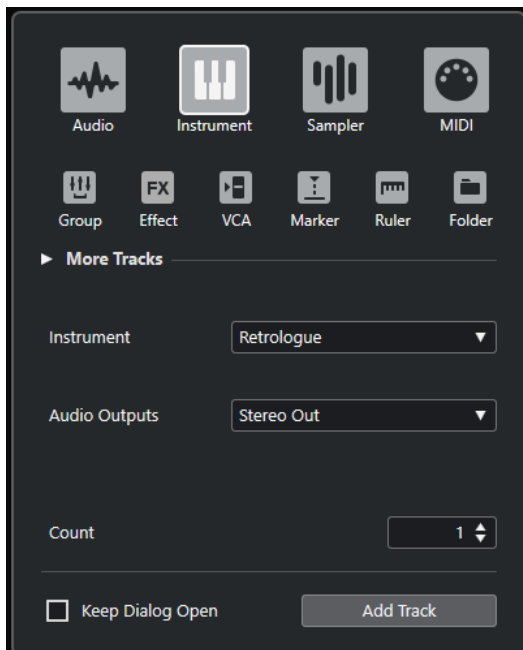 Audio Instrument Sampler MIDI
FX
Group Effect VCA Marker Ruler Folder
More Tracks
Instrument Retrologue
Audio Outputs Stereo Out
Count 1
Keep Dialog Open Add Track